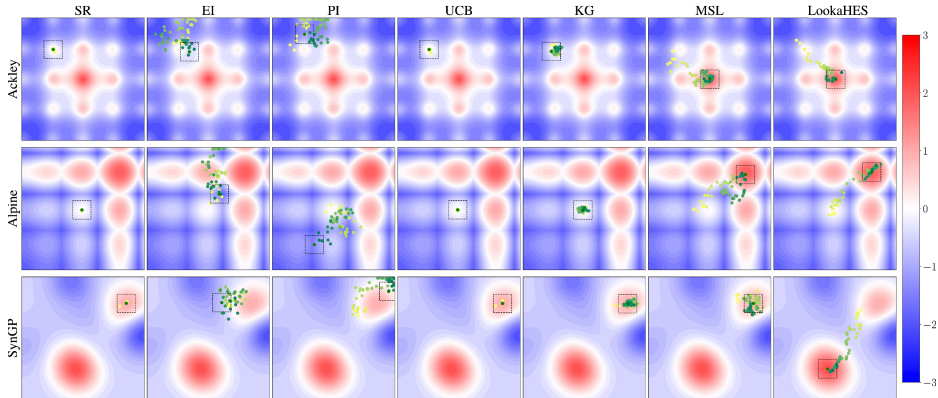 SR EI PI UCB KG MSL LookaHES
Ackley
Alpine
SynGP
3
2
1
0
−1
−2
−3